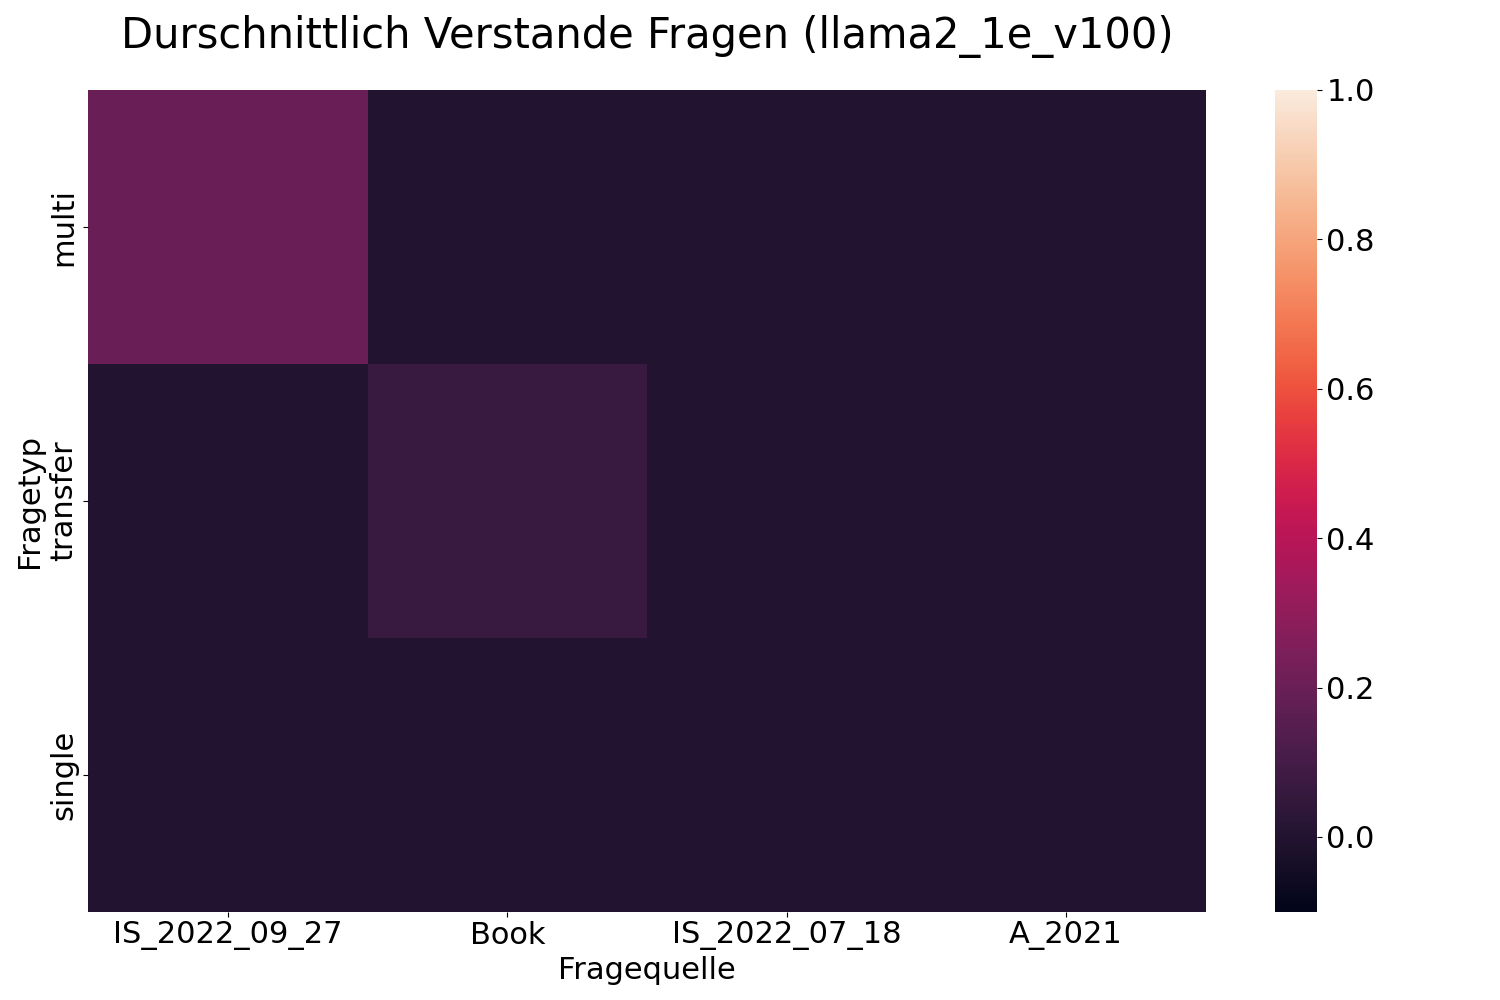 Durschnittlich Verstande Fragen (llama2_1e_v100)
Fragetyp
multi
transfer
single
IS_2022_09_27
Book
IS_2022_07_18
A_2021
Fragequelle
1.0
0.8
0.6
0.4
0.2
0.0